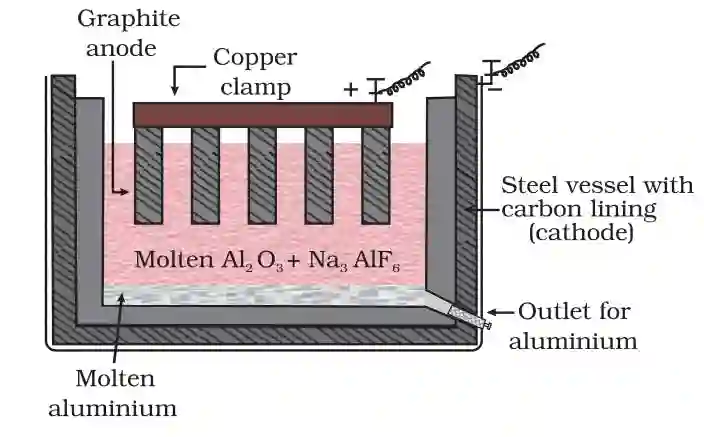 Graphite
anode
Copper
clamp
+
−
Steel vessel with
carbon lining
(cathode)
Molten Al₂O₃ + Na₃AlF₆
Outlet for
aluminium
Molten
aluminium